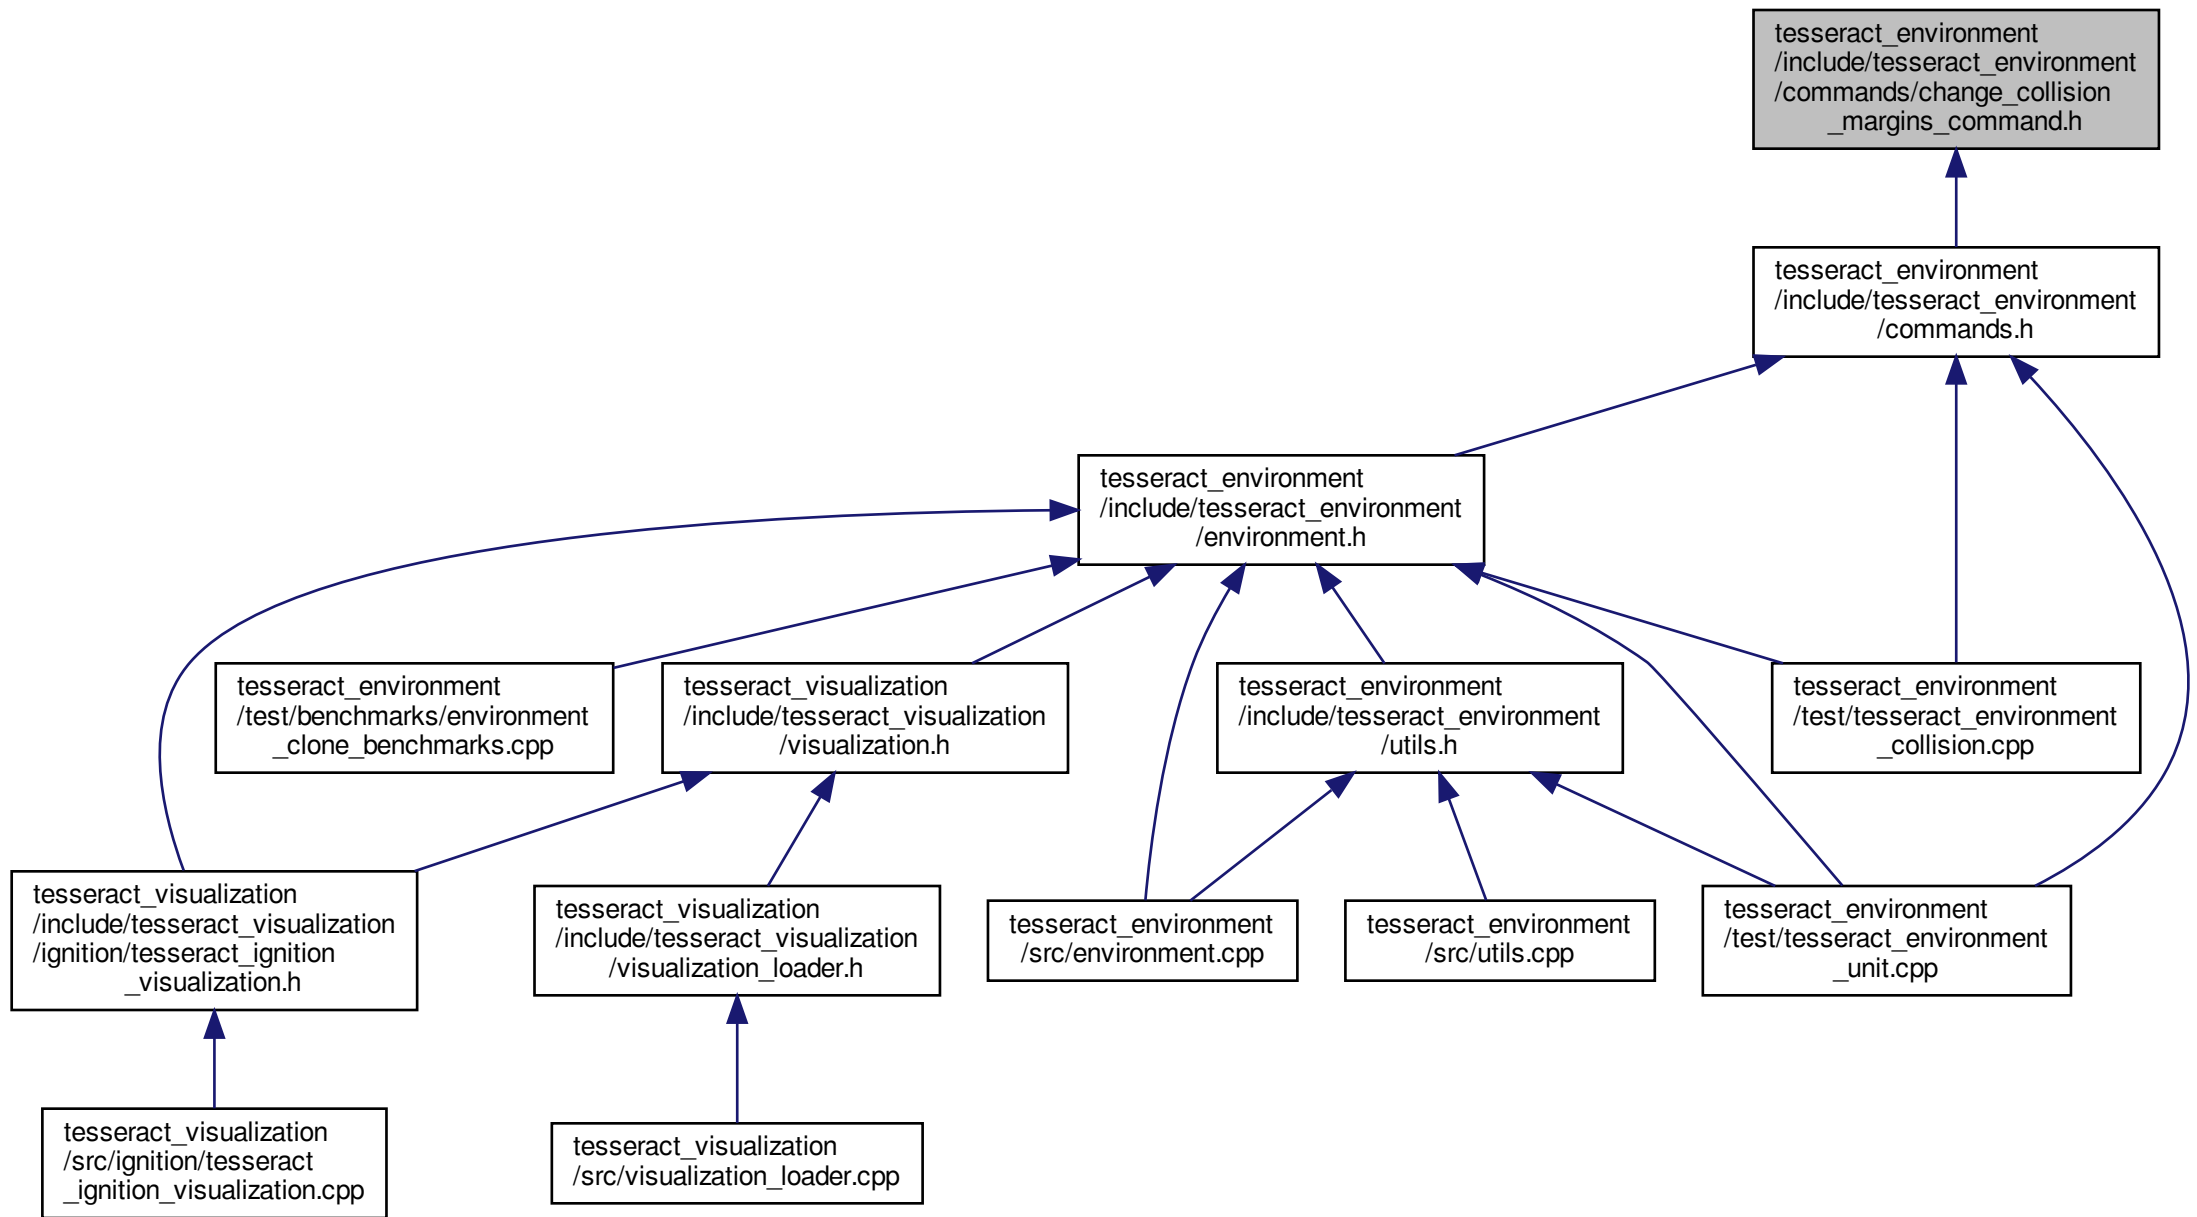 tesseract_environment
/include/tesseract_environment
/commands/change_collision
_margins_command.h
tesseract_environment
/include/tesseract_environment
/commands.h
tesseract_environment
/include/tesseract_environment
/environment.h
tesseract_environment
/test/benchmarks/environment
_clone_benchmarks.cpp
tesseract_visualization
/include/tesseract_visualization
/visualization.h
tesseract_environment
/include/tesseract_environment
/utils.h
tesseract_environment
/test/tesseract_environment
_collision.cpp
tesseract_visualization
/include/tesseract_visualization
/ignition/tesseract_ignition
_visualization.h
tesseract_visualization
/include/tesseract_visualization
/visualization_loader.h
tesseract_environment
/src/environment.cpp
tesseract_environment
/src/utils.cpp
tesseract_environment
/test/tesseract_environment
_unit.cpp
tesseract_visualization
/src/ignition/tesseract
_ignition_visualization.cpp
tesseract_visualization
/src/visualization_loader.cpp